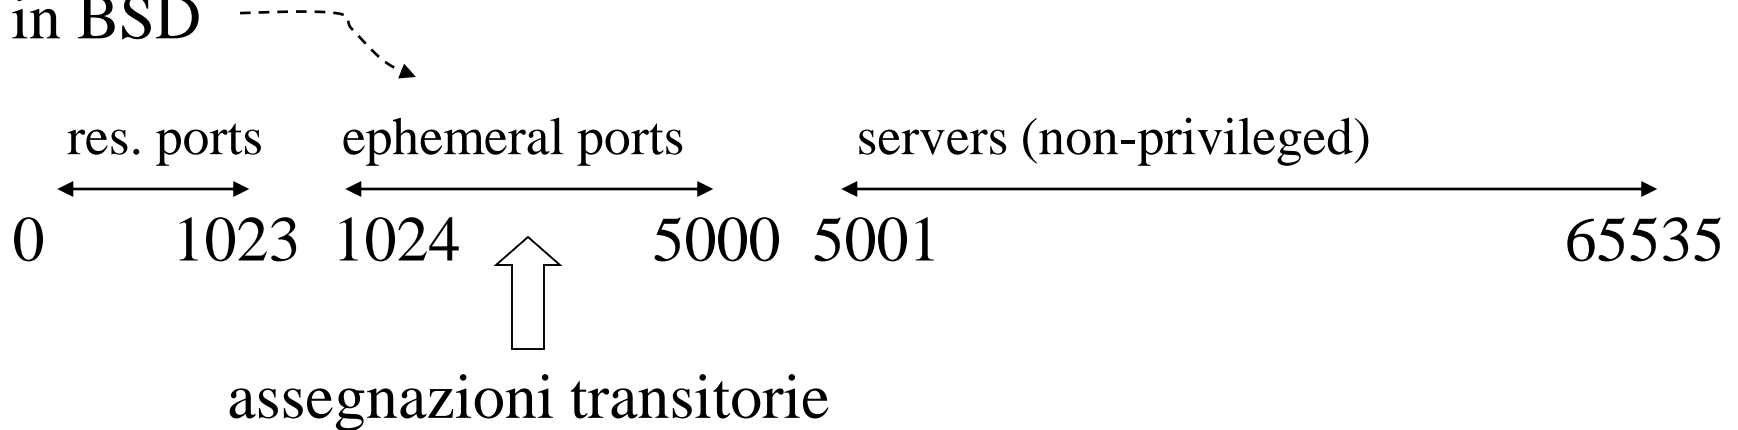 in BSD
res. ports ephemeral ports servers (non-privileged)
0 1023 1024 5000 5001 65535
assegnazioni transitorie